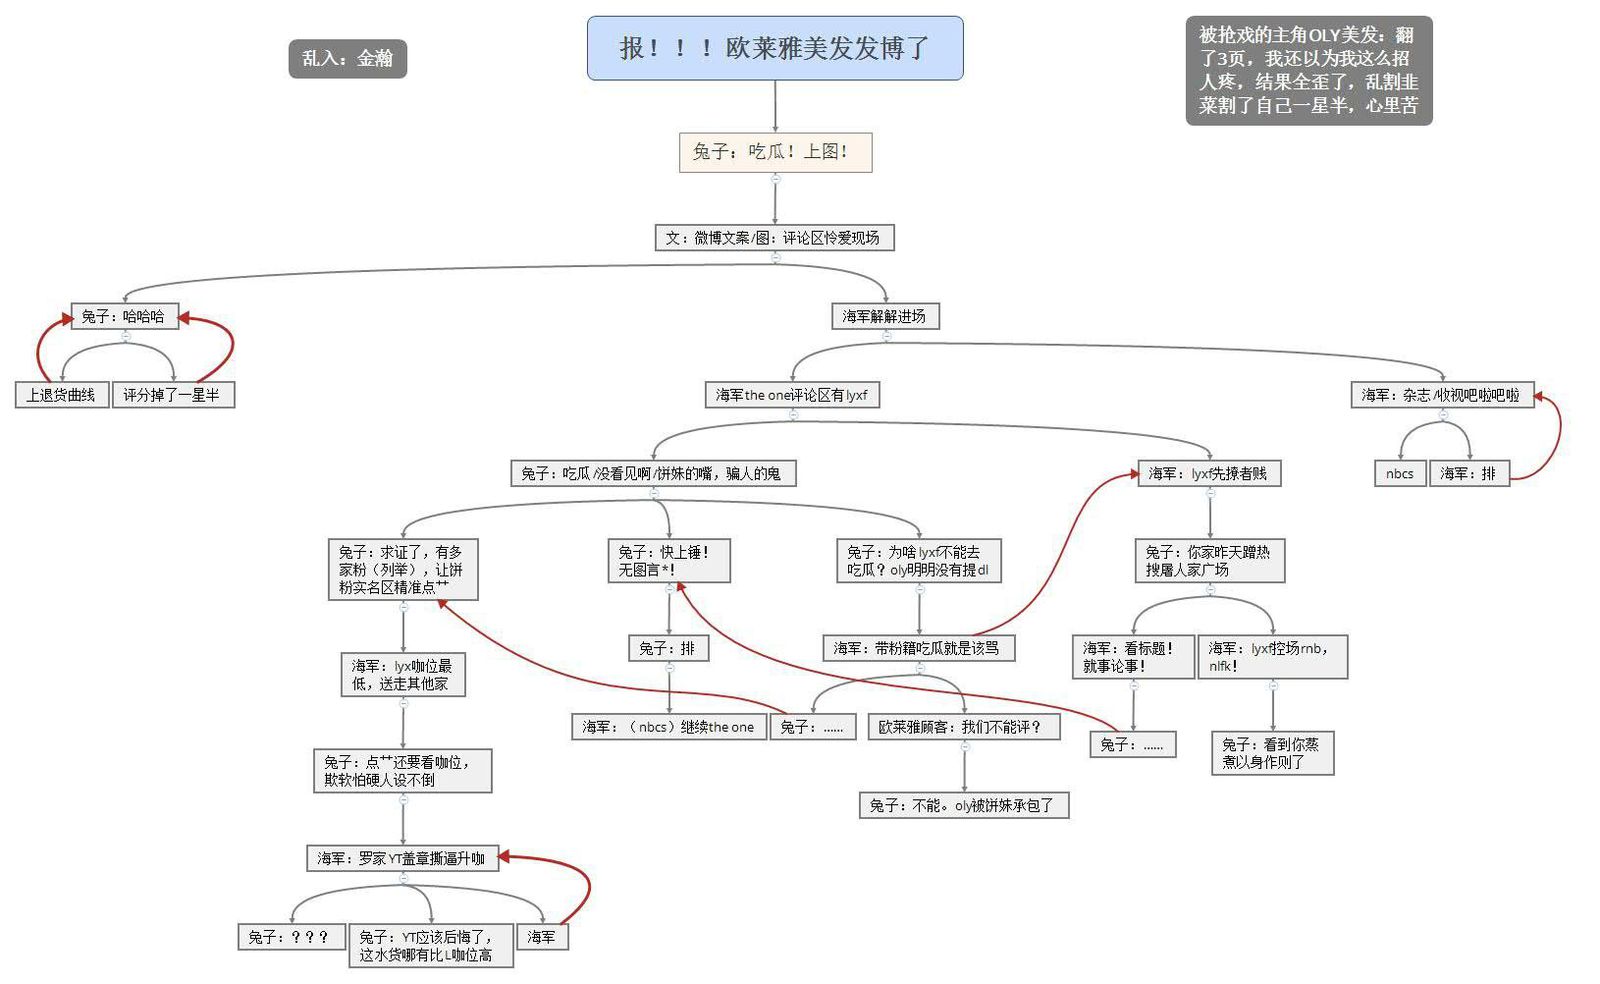 报！！！欧莱雅美发发博了
乱入：金瀚
被抢戏的主角OLY美发：翻
了3页，我还以为我这么招
人疼，结果全歪了，乱割韭
菜割了自己一星半，心里苦
兔子：吃瓜！上图！
文：微博文案/图：评论区怜爱现场
兔子：哈哈哈
海军解解进场
上退货曲线
评分掉了一星半
海军the one评论区有lyxf
海军：杂志/收视吧啦吧啦
兔子：吃瓜/没看见啊/饼妹的嘴，骗人的鬼
海军：lyxf先撩者贱
nbcs
海军：排
兔子：求证了，有多
家粉（列举），让饼
粉实名区精准点艹
兔子：快上锤！
无图言*！
兔子：为啥lyxf不能去
吃瓜？oly明明没有提dl
兔子：你家昨天蹭热
搜屠人家广场
海军：lyx咖位最
低，送走其他家
兔子：排
海军：带粉籍吃瓜就是该骂
海军：看标题！
就事论事！
海军：lyxf控场rnb，
nlfk！
海军：（nbcs）继续the one
兔子：……
欧莱雅顾客：我们不能评？
兔子：……
兔子：看到你蒸
煮以身作则了
兔子：点艹还要看咖位，
欺软怕硬人设不倒
兔子：不能。oly被饼妹承包了
海军：罗家YT盖章撕逼升咖
兔子：？？？
兔子：YT应该后悔了，
这水货哪有比L咖位高
海军